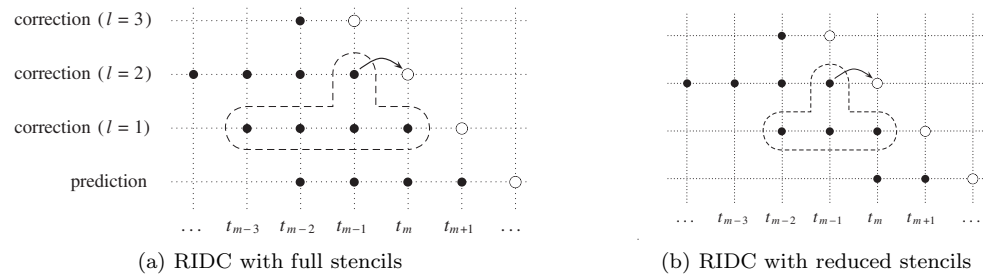 correction (l = 3)
correction (l = 2)
correction (l = 1)
prediction
... t_{m−3} t_{m−2} t_{m−1} t_m t_{m+1} ...
(a) RIDC with full stencils
... t_{m−3} t_{m−2} t_{m−1} t_m t_{m+1} ...
(b) RIDC with reduced stencils